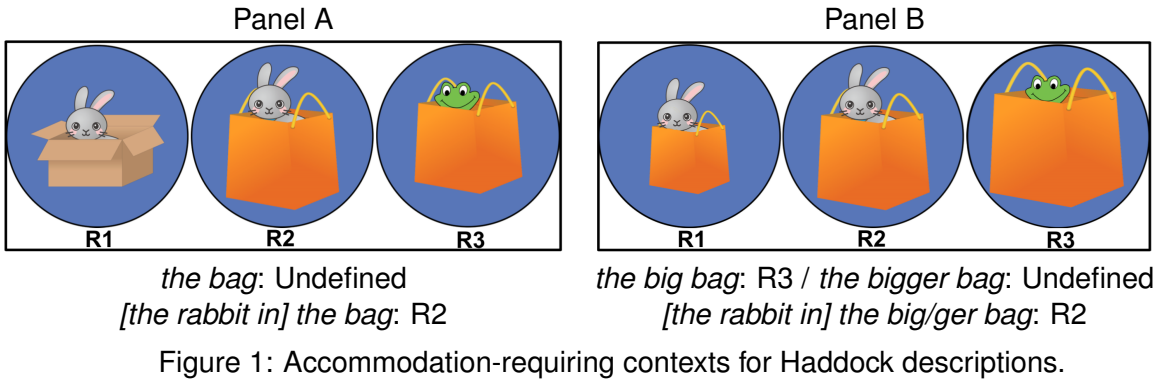 Panel A
Panel B
R1
R2
R3
R1
R2
R3
the bag: Undefined
[the rabbit in] the bag: R2
the big bag: R3 / the bigger bag: Undefined
[the rabbit in] the big/ger bag: R2
Figure 1: Accommodation-requiring contexts for Haddock descriptions.